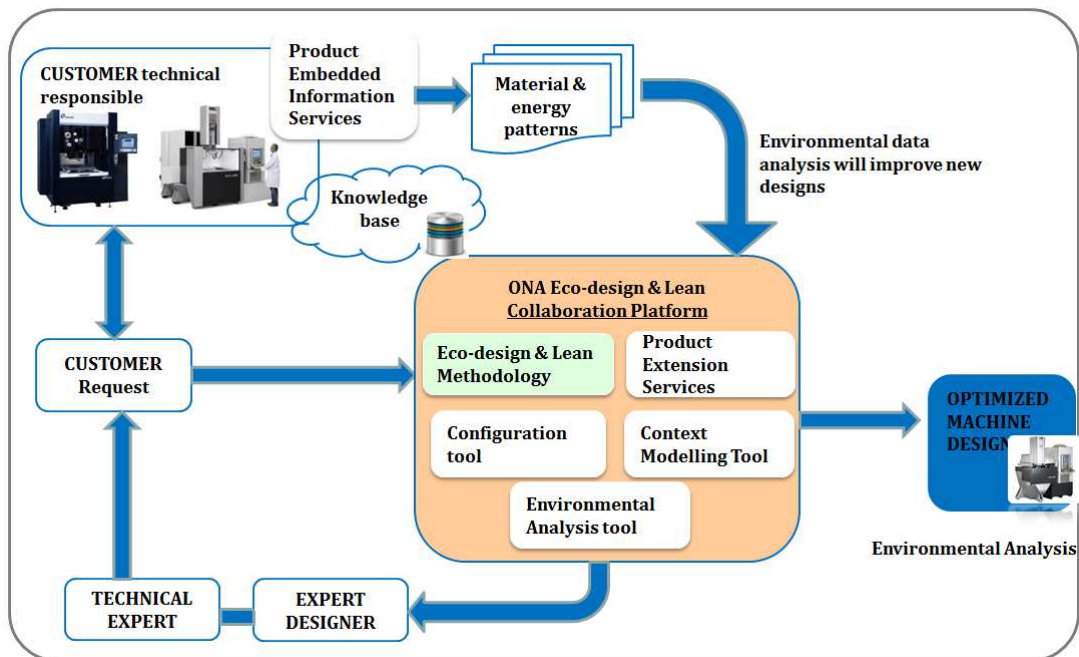 CUSTOMER technical
responsible
Product
Embedded
Information
Services
Material &
energy
patterns
Environmental data
analysis will improve new
designs
Knowledge
base
ONA Eco-design & Lean
Collaboration Platform
Eco-design & Lean
Methodology
Product
Extension
Services
Configuration
tool
Context
Modelling Tool
Environmental
Analysis tool
CUSTOMER
Request
OPTIMIZED
MACHINE
DESIGN
Environmental Analysis
TECHNICAL
EXPERT
EXPERT
DESIGNER